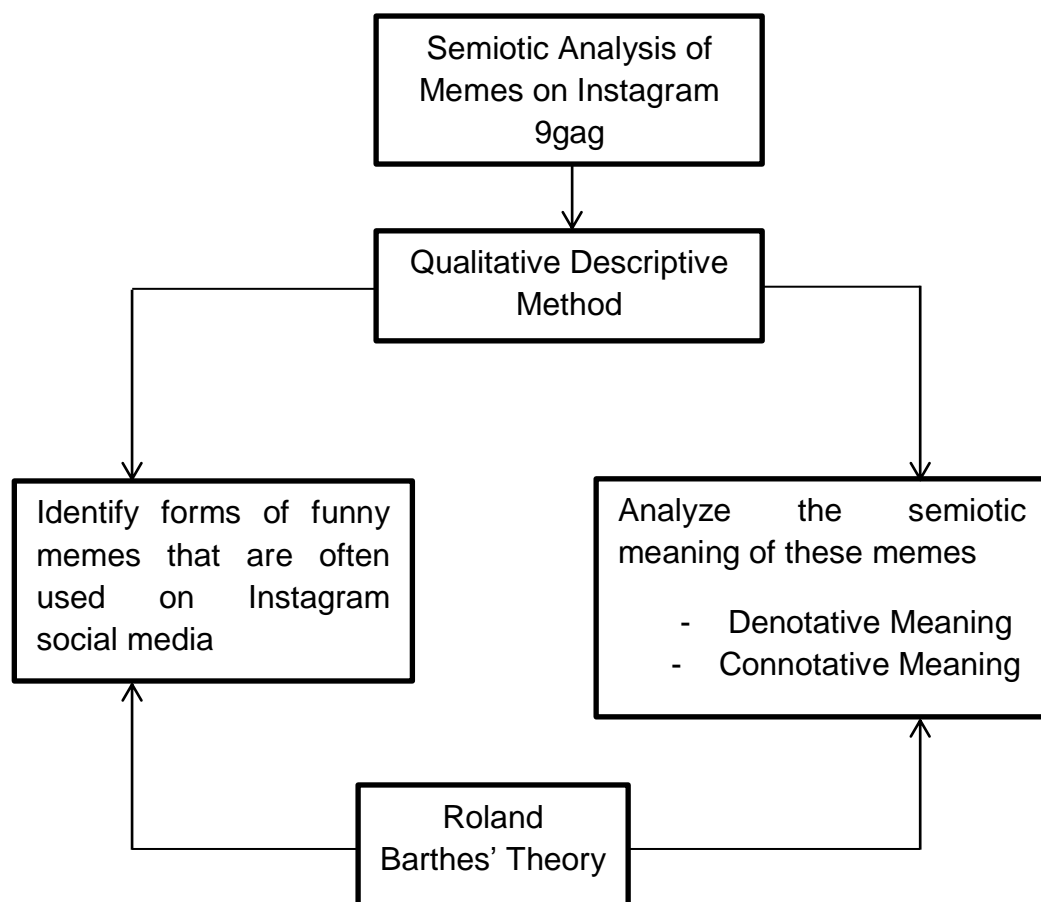 Semiotic Analysis of
Memes on Instagram
9gag
Qualitative Descriptive
Method
Identify forms of funny
memes that are often
used on Instagram
social media
Analyze the semiotic
meaning of these memes
- Denotative Meaning
- Connotative Meaning
Roland
Barthes’ Theory